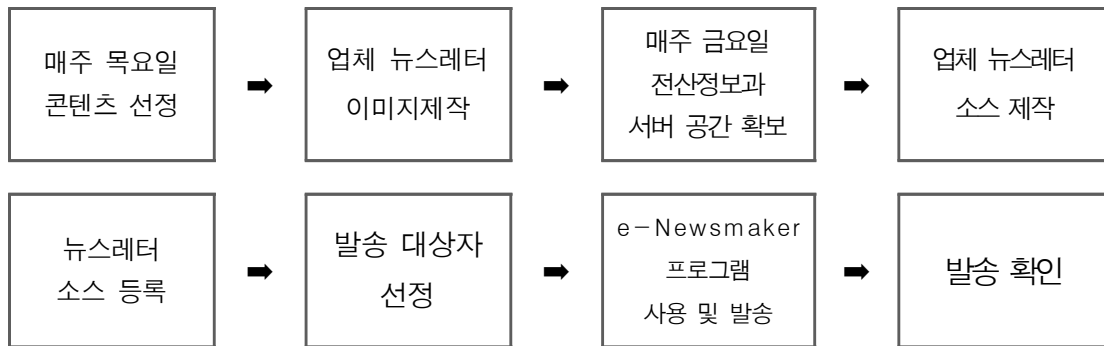 매주 목요일
콘텐츠 선정
➡
업체 뉴스레터
이미지제작
➡
매주 금요일
전산정보과
서버 공간 확보
➡
업체 뉴스레터
소스 제작
뉴스레터
소스 등록
➡
발송 대상자
선정
➡
e-Newsmaker
프로그램
사용 및 발송
➡
발송 확인